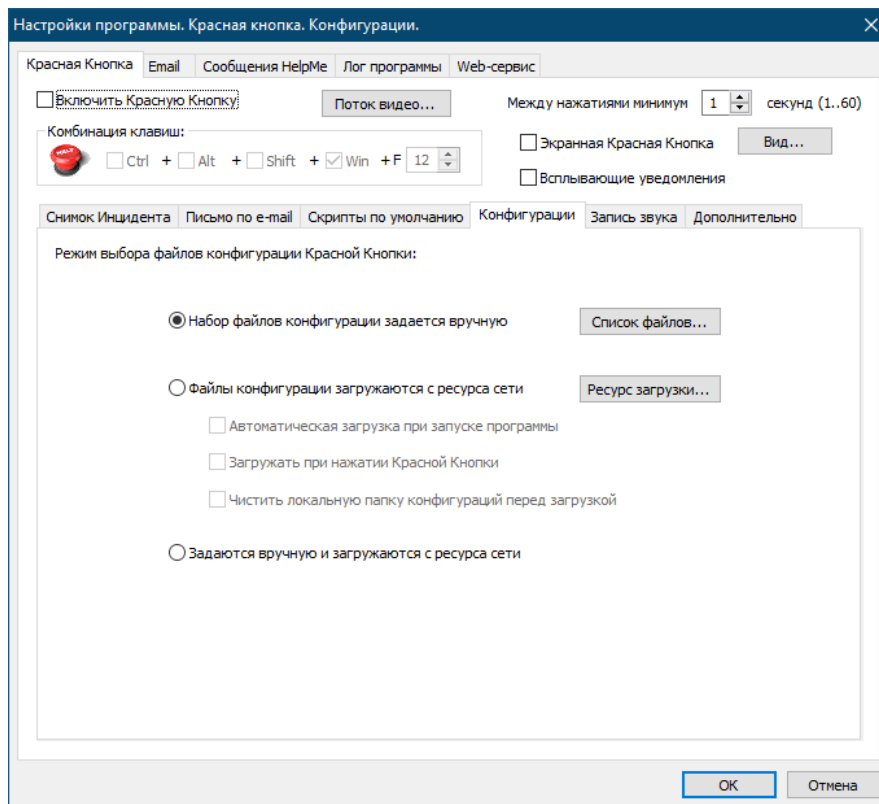 Настройки программы. Красная кнопка. Конфигурации.
Красная Кнопка Email Сообщения HelpMe Лог программы Web-сервис
Включить Красную Кнопку Поток видео... Между нажатиями минимум 1 секунд (1..60)
Комбинация клавиш:
Ctrl + Alt + Shift + Win + F 12
Экранная Красная Кнопка Вид...
Всплывающие уведомления
Снимок Инцидента Письмо по e-mail Скрипты по умолчанию Конфигурации Запись звука Дополнительно
Режим выбора файлов конфигурации Красной Кнопки:
Набор файлов конфигурации задается вручную Список файлов...
Файлы конфигурации загружаются с ресурса сети Ресурс загрузки...
Автоматическая загрузка при запуске программы
Загружать при нажатии Красной Кнопки
Чистить локальную папку конфигураций перед загрузкой
Задаются вручную и загружаются с ресурса сети
OK Отмена